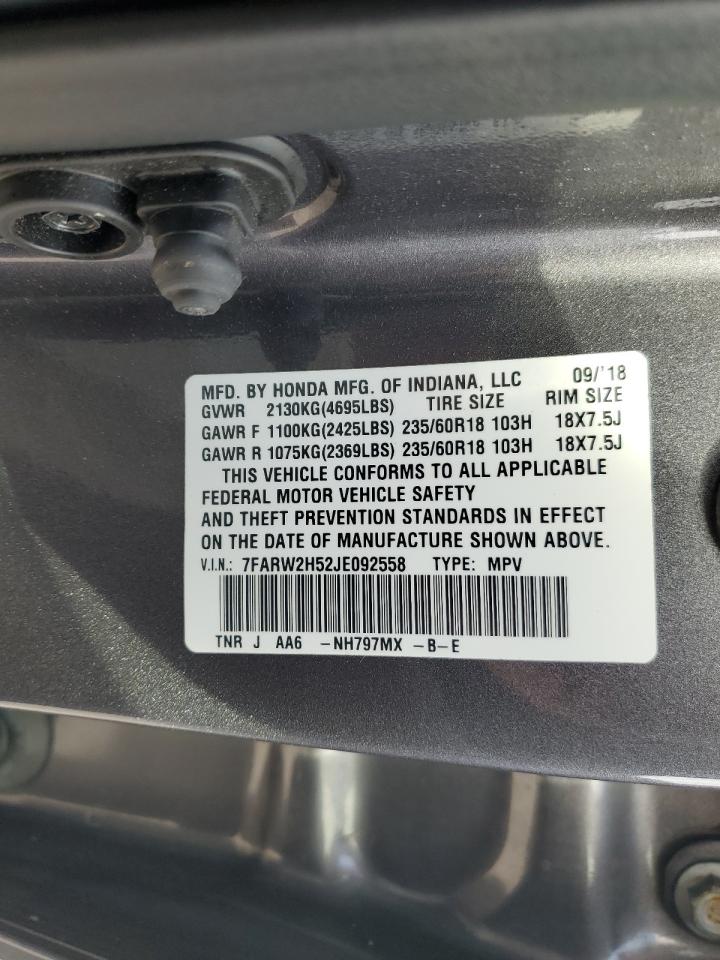 MFD. BY HONDA MFG. OF INDIANA, LLC 09/'18
GVWR 2130KG(4695LBS) TIRE SIZE RIM SIZE
GAWR F 1100KG(2425LBS) 235/60R18 103H 18X7.5J
GAWR R 1075KG(2369LBS) 235/60R18 103H 18X7.5J
THIS VEHICLE CONFORMS TO ALL APPLICABLE
FEDERAL MOTOR VEHICLE SAFETY
AND THEFT PREVENTION STANDARDS IN EFFECT
ON THE DATE OF MANUFACTURE SHOWN ABOVE.
V.I.N.: 7FARW2H52JE092558 TYPE: MPV
TNR J AA6 -NH797MX -B-E